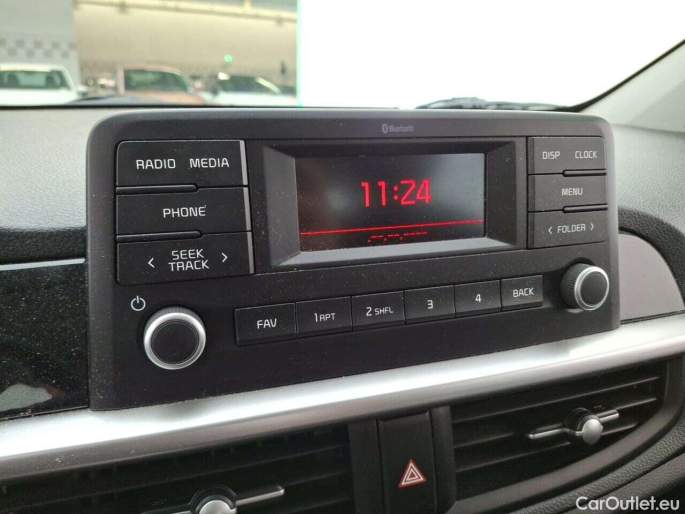 Bluetooth
RADIO MEDIA
PHONE
< SEEK TRACK >
11:24
DISP CLOCK
MENU
< FOLDER >
FAV
1 RPT
2 SHFL
3
4
BACK
CarOutlet.eu